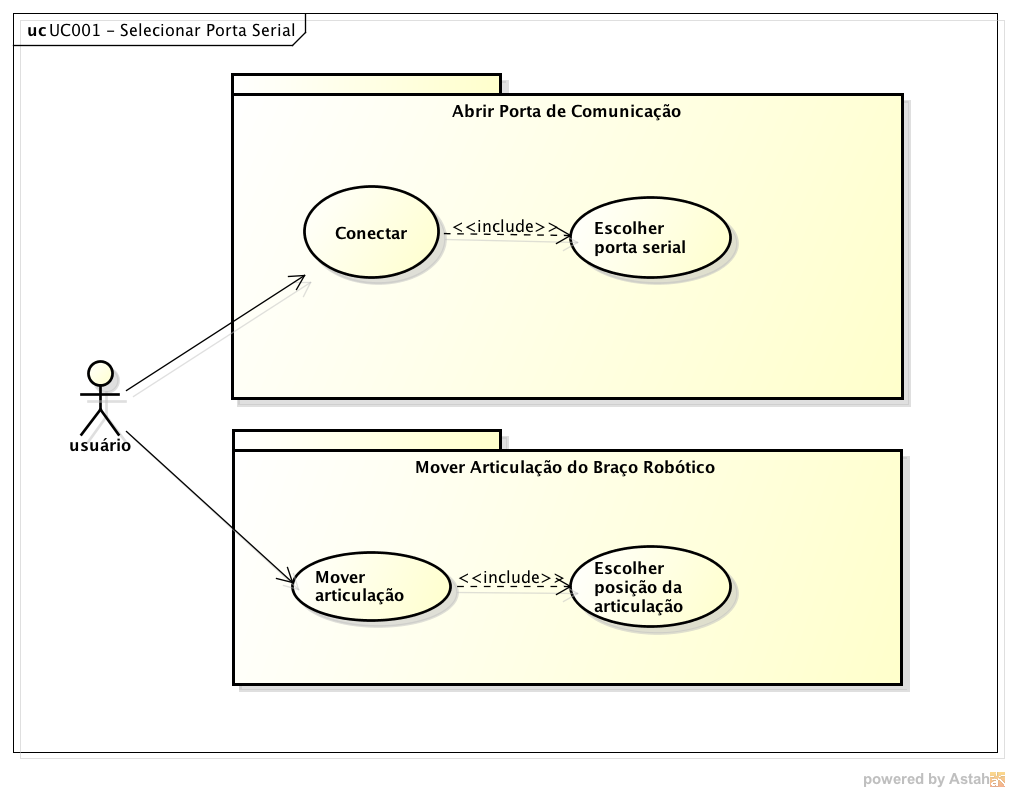 uc UC001 - Selecionar Porta Serial
Abrir Porta de Comunicação
Conectar
<<include>>
Escolher
porta serial
usuário
Mover Articulação do Braço Robótico
Mover
articulação
<<include>>
Escolher
posição da
articulação
powered by Astah